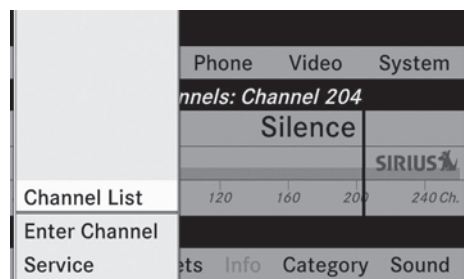 Phone Video System
nnels: Channel 204
Silence
SIRIUS
Channel List 120 160 200 240 Ch.
Enter Channel
Service ets Info Category Sound